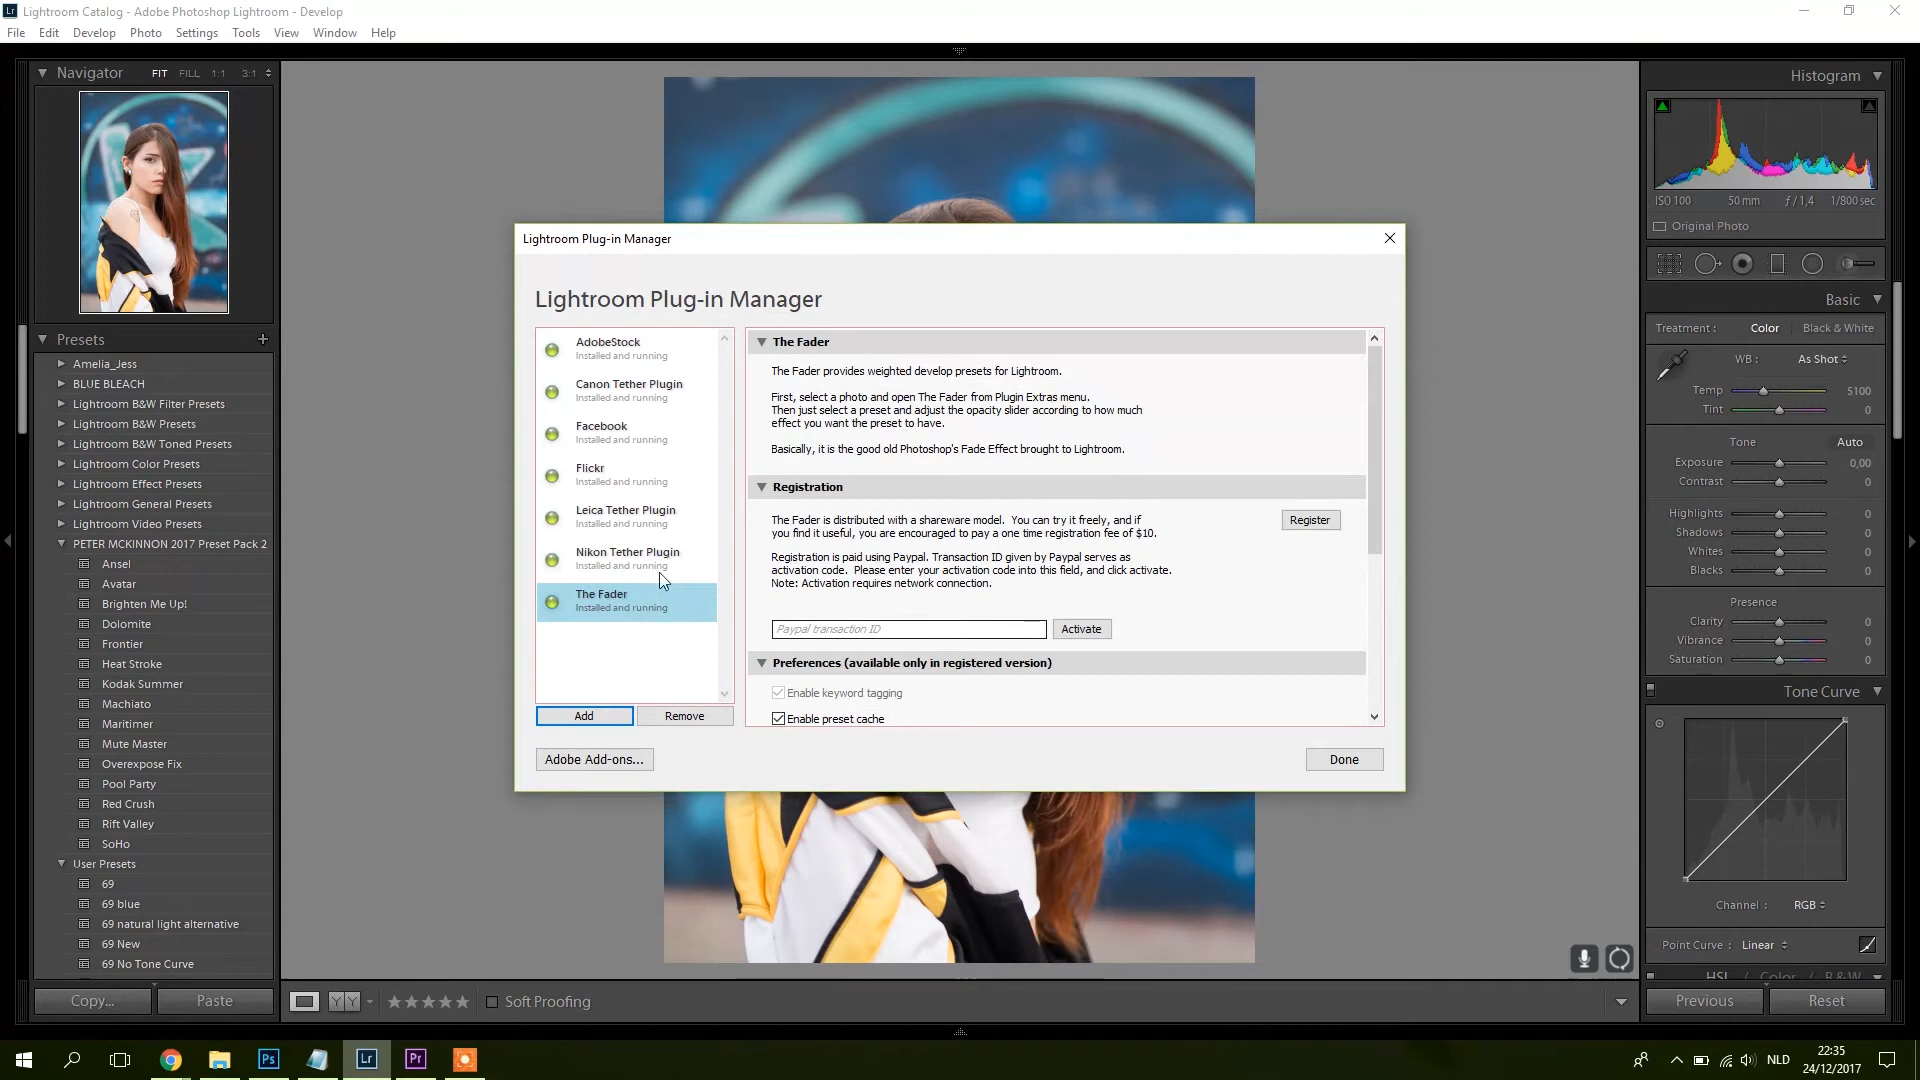 Lr Lightroom Catalog - Adobe Photoshop Lightroom - Develop
File Edit Develop Photo Settings Tools View Window Help
Navigator FIT FILL 1:1 3:1
Presets +
Amelia_Jess
BLUE BLEACH
Lightroom B&W Filter Presets
Lightroom B&W Presets
Lightroom B&W Toned Presets
Lightroom Color Presets
Lightroom Effect Presets
Lightroom General Presets
Lightroom Video Presets
PETER MCKINNON 2017 Preset Pack 2
Ansel
Avatar
Brighten Me Up!
Dolomite
Frontier
Heat Stroke
Kodak Summer
Machiato
Maritimer
Mute Master
Overexpose Fix
Pool Party
Red Crush
Rift Valley
SoHo
User Presets
69
69 blue
69 natural light alternative
69 New
69 No Tone Curve
Copy... Paste
Lightroom Plug-in Manager
Lightroom Plug-in Manager
AdobeStock
Installed and running
Canon Tether Plugin
Installed and running
Facebook
Installed and running
Flickr
Installed and running
Leica Tether Plugin
Installed and running
Nikon Tether Plugin
Installed and running
The Fader
Installed and running
Add Remove
Adobe Add-ons...
The Fader
The Fader provides weighted develop presets for Lightroom.
First, select a photo and open The Fader from Plugin Extras menu.
Then just select a preset and adjust the opacity slider according to how much
effect you want the preset to have.
Basically, it is the good old Photoshop's Fade Effect brought to Lightroom.
Registration
The Fader is distributed with a shareware model. You can try it freely, and if
you find it useful, you are encouraged to pay a one time registration fee of $10.
Register
Registration is paid using Paypal. Transaction ID given by Paypal serves as
activation code. Please enter your activation code into this field, and click activate.
Note: Activation requires network connection.
Paypal transaction ID Activate
Preferences (available only in registered version)
Enable keyword tagging
Enable preset cache
Done
Histogram
ISO 100 50 mm ƒ / 1,4 1/800 sec
Original Photo
Basic
Treatment : Color Black & White
WB : As Shot
Temp 5100
Tint 0
Tone Auto
Exposure 0,00
Contrast 0
Highlights 0
Shadows 0
Whites 0
Blacks 0
Presence
Clarity 0
Vibrance 0
Saturation 0
Tone Curve
Channel : RGB
Point Curve : Linear
HSL / Color / B & W
Previous Reset
YY Soft Proofing
Ps Lr Pr
NLD
22:35
24/12/2017